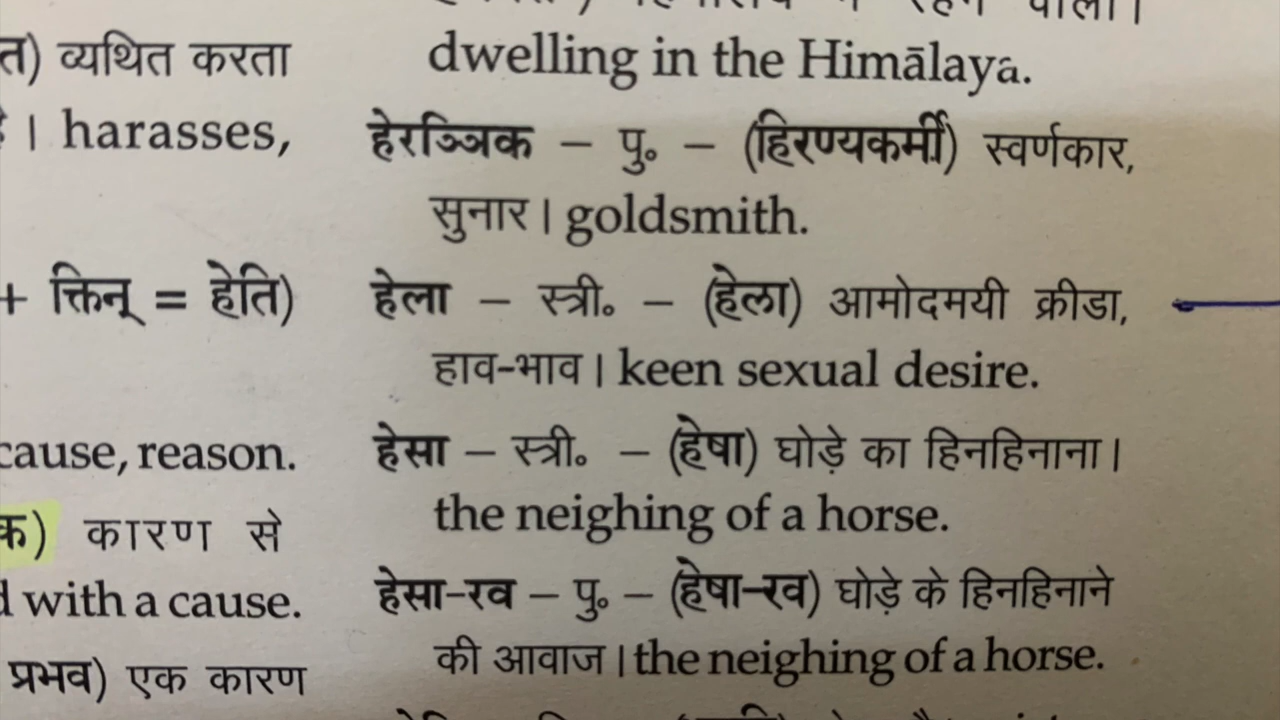 त) व्यथित करता
। harasses,
+ क्तिन् = हेति)
cause, reason.
क) कारण से
with a cause.
प्रभव) एक कारण
dwelling in the Himālaya.
हेरञ्ञिक – पु॰ – (हिरण्यकर्मी) स्वर्णकार,
सुनार। goldsmith.
हेला – स्त्री॰ – (हेला) आमोदमयी क्रीडा,
हाव-भाव। keen sexual desire.
हेसा – स्त्री॰ – (हेषा) घोड़े का हिनहिनाना।
the neighing of a horse.
हेसा-रव – पु॰ – (हेषा-रव) घोड़े के हिनहिनाने
की आवाज। the neighing of a horse.